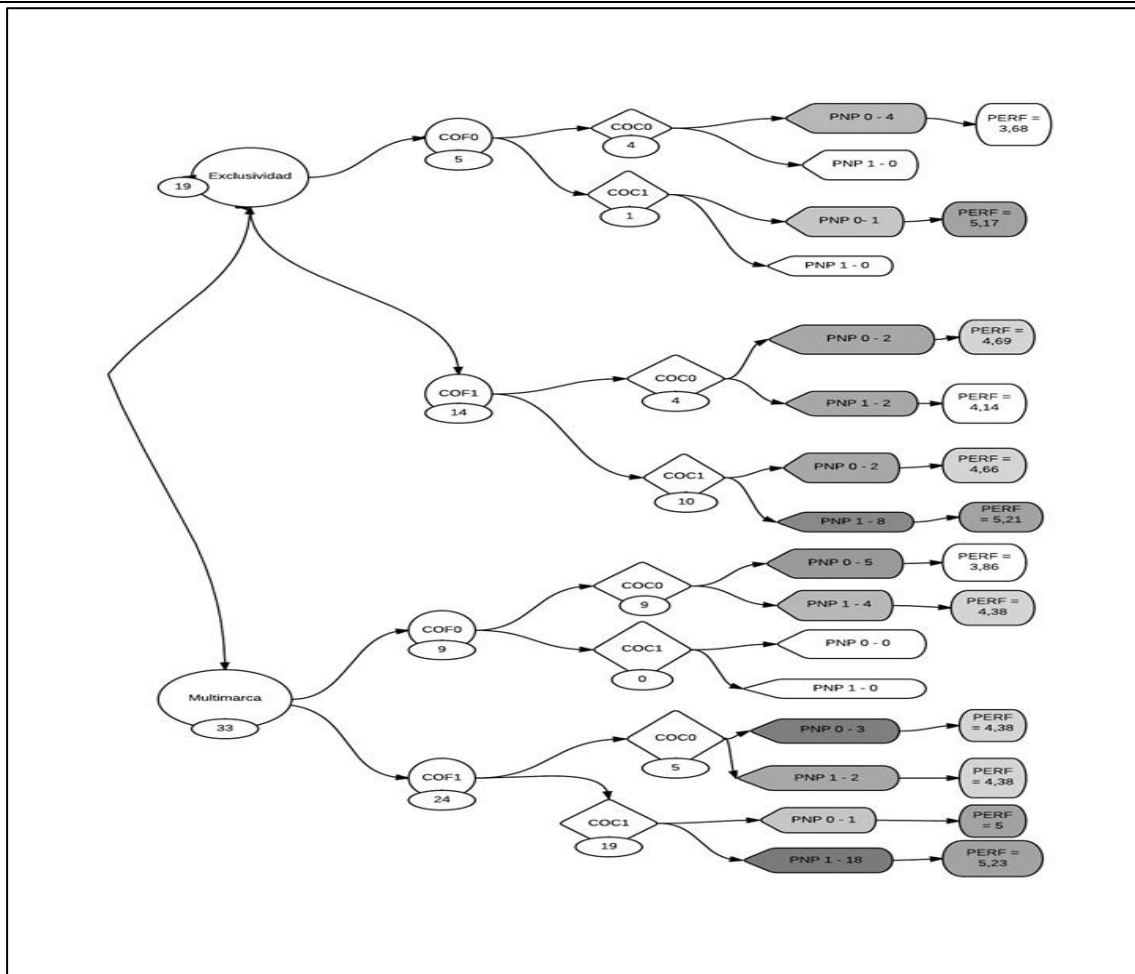 Exclusividad
19
COF0
5
COC0
4
PNP 0 - 4
PERF =
3,68
PNP 1 - 0
COC1
1
PNP 0- 1
PERF =
5,17
PNP 1 - 0
COF1
14
COC0
4
PNP 0 - 2
PERF =
4,69
PNP 1 - 2
PERF =
4,14
COC1
10
PNP 0 - 2
PERF =
4,66
PNP 1 - 8
PERF
= 5,21
Multimarca
33
COF0
9
COC0
9
PNP 0 - 5
PERF =
3,86
PNP 1 - 4
PERF =
4,38
COC1
0
PNP 0 - 0
PNP 1 - 0
COF1
24
COC0
5
PNP 0 - 3
PERF
= 4,38
PNP 1 - 2
PERF
= 4,38
COC1
19
PNP 0 - 1
PERF
= 5
PNP 1 - 18
PERF =
5,23